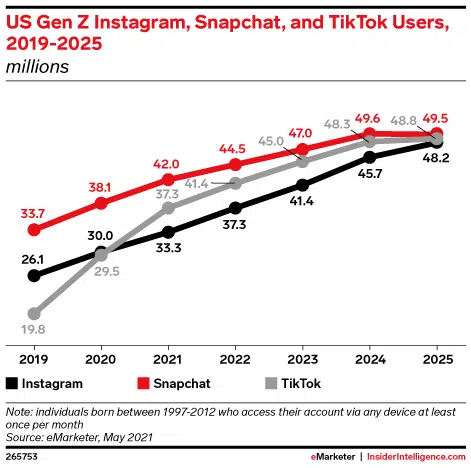 US Gen Z Instagram, Snapchat, and TikTok Users,
2019-2025
millions
33.7
38.1
42.0
44.5
47.0
49.6
49.5
26.1
30.0
33.3
37.3
41.4
45.7
48.2
19.8
29.5
37.3
41.4
45.0
48.3
48.8
2019 2020 2021 2022 2023 2024 2025
Instagram Snapchat TikTok
Note: individuals born between 1997-2012 who access their account via any device at least
once per month
Source: eMarketer, May 2021
265753 eMarketer | InsiderIntelligence.com